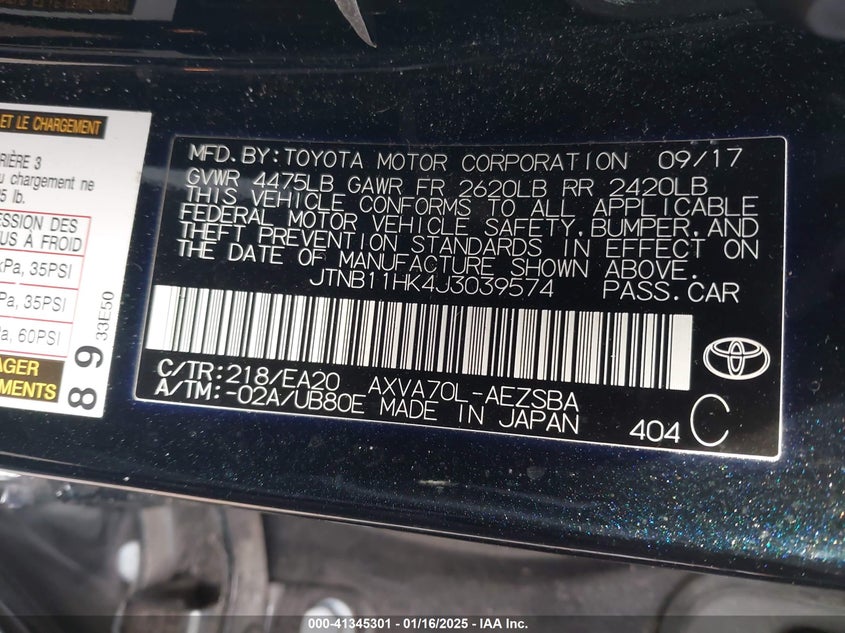 ET LE CHARGEMENT
RIÈRE 3
u chargement ne
5 lb.
ESSION DES
US À FROID
kPa, 35PSI
Pa, 35PSI
a, 60PSI
AGER
EMENTS
89
33E50
MFD.BY:TOYOTA MOTOR CORPORATION 09/17
GVWR 4475LB GAWR FR 2620LB RR 2420LB
THIS VEHICLE CONFORMS TO ALL APPLICABLE
FEDERAL MOTOR VEHICLE SAFETY,BUMPER,AND
THEFT PREVENTION STANDARDS IN EFFECT ON
THE DATE OF MANUFACTURE SHOWN ABOVE.
JTNB11HK4J3039574 PASS.CAR
C/TR:218/EA20 AXVA70L-AEZSBA
A/TM:-02A/UB80E MADE IN JAPAN
404 C
000-41345301 - 01/16/2025 - IAA Inc.